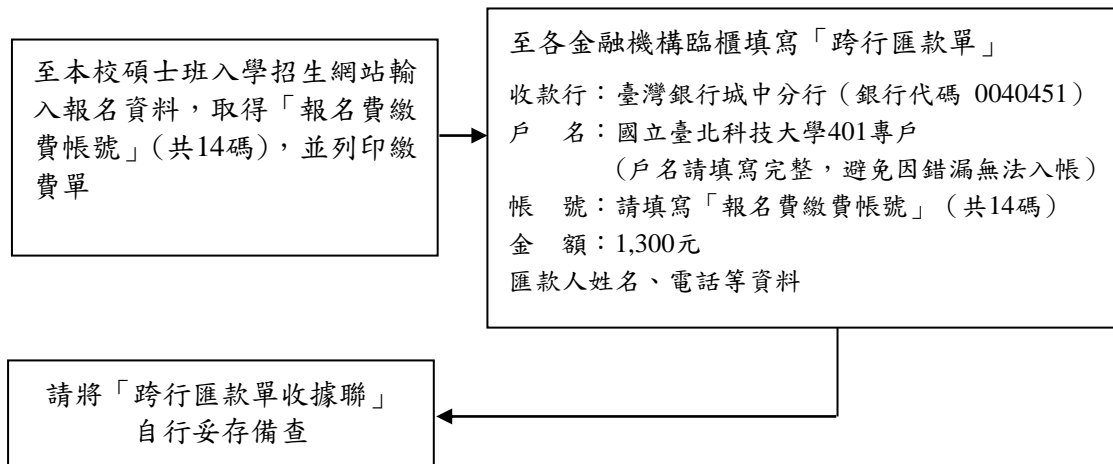 至本校碩士班入學招生網站輸
入報名資料，取得「報名費繳
費帳號」（共14碼），並列印繳
費單
至各金融機構臨櫃填寫「跨行匯款單」
收款行：臺灣銀行城中分行（銀行代碼 0040451）
戶　名：國立臺北科技大學401專戶
（戶名請填寫完整，避免因錯漏無法入帳）
帳　號：請填寫「報名費繳費帳號」（共14碼）
金　額：1,300元
匯款人姓名、電話等資料
請將「跨行匯款單收據聯」
自行妥存備查